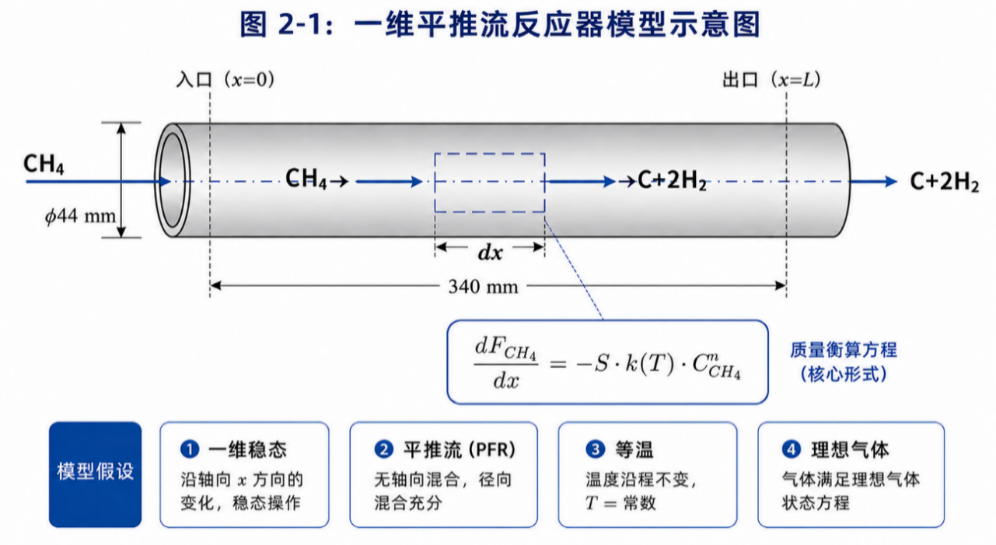 图 2-1：一维平推流反应器模型示意图
入口（x=0）
出口（x=L）
CH₄
ϕ44 mm
CH₄→
→C+2H₂
C+2H₂
dx
340 mm
dF_{CH₄}/dx = −S · k(T) · C^n_{CH₄}
质量衡算方程
（核心形式）
模型假设
1 一维稳态
沿轴向 x 方向的
变化，稳态操作
2 平推流 (PFR)
无轴向混合，径向
混合充分
3 等温
温度沿程不变，
T = 常数
4 理想气体
气体满足理想气体
状态方程